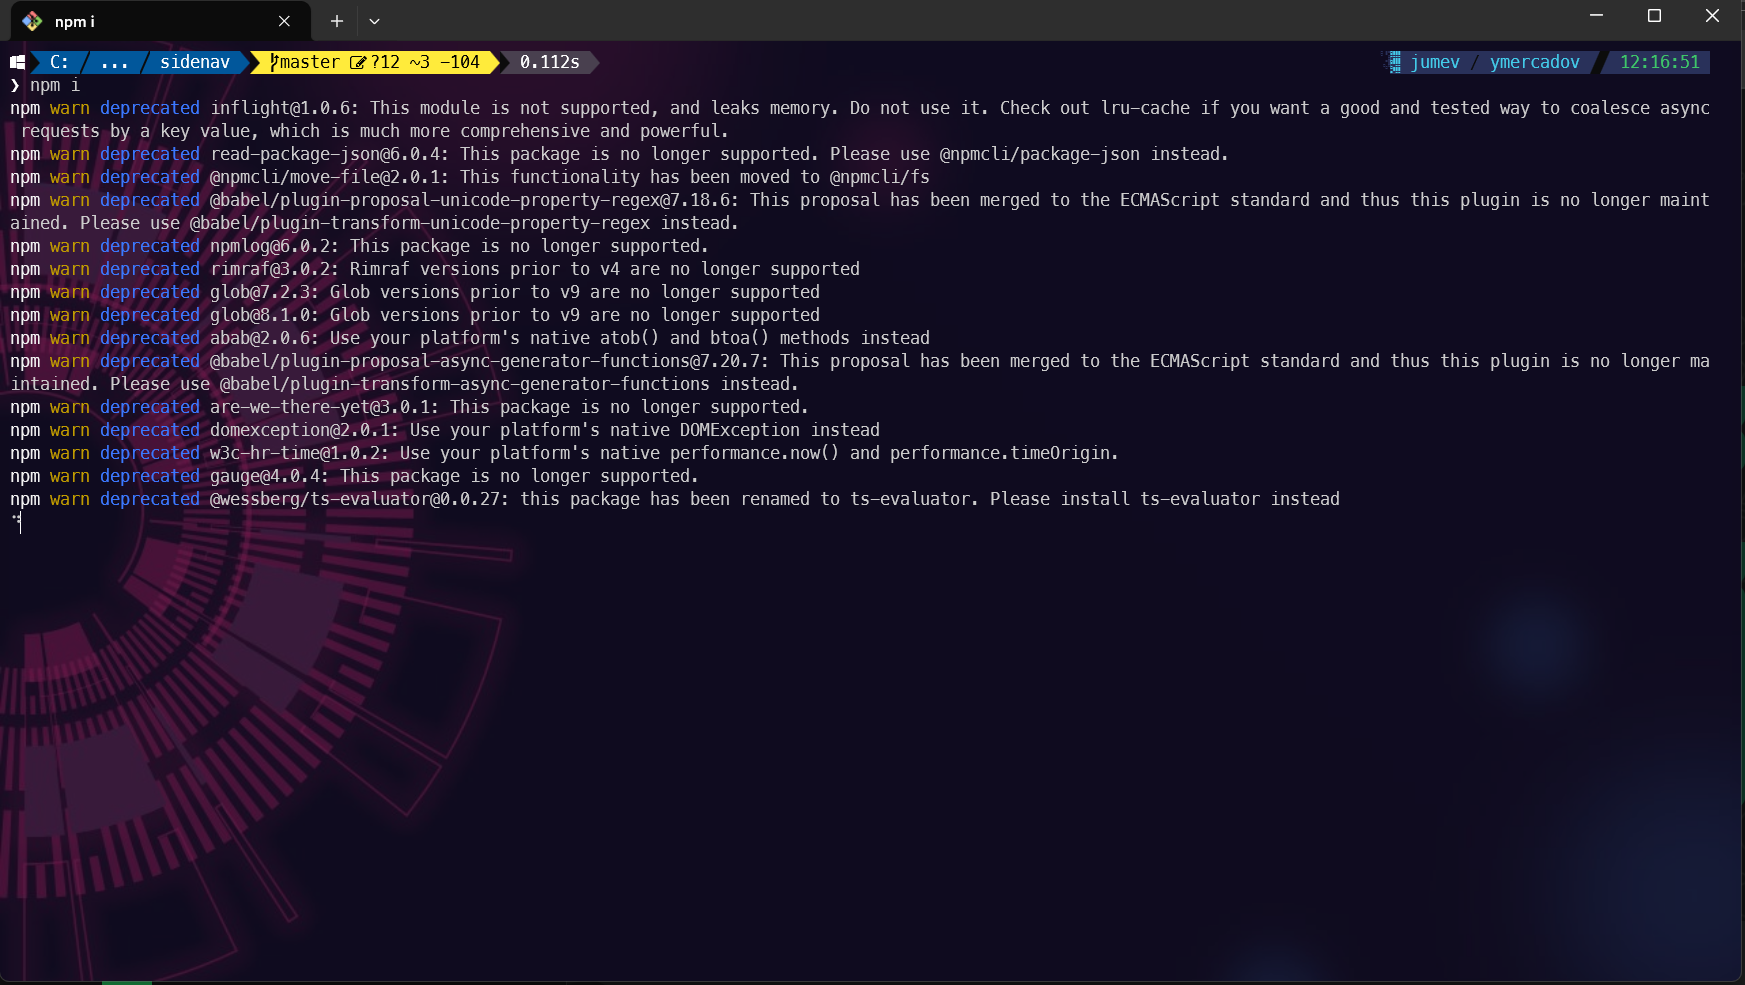 npm i
C: ... sidenav master ?12 ~3 -104 0.112s jumev / ymercadov 12:16:51
❯ npm i
npm warn deprecated inflight@1.0.6: This module is not supported, and leaks memory. Do not use it. Check out lru-cache if you want a good and tested way to coalesce async
requests by a key value, which is much more comprehensive and powerful.
npm warn deprecated read-package-json@6.0.4: This package is no longer supported. Please use @npmcli/package-json instead.
npm warn deprecated @npmcli/move-file@2.0.1: This functionality has been moved to @npmcli/fs
npm warn deprecated @babel/plugin-proposal-unicode-property-regex@7.18.6: This proposal has been merged to the ECMAScript standard and thus this plugin is no longer maint
ained. Please use @babel/plugin-transform-unicode-property-regex instead.
npm warn deprecated npmlog@6.0.2: This package is no longer supported.
npm warn deprecated rimraf@3.0.2: Rimraf versions prior to v4 are no longer supported
npm warn deprecated glob@7.2.3: Glob versions prior to v9 are no longer supported
npm warn deprecated glob@8.1.0: Glob versions prior to v9 are no longer supported
npm warn deprecated abab@2.0.6: Use your platform's native atob() and btoa() methods instead
npm warn deprecated @babel/plugin-proposal-async-generator-functions@7.20.7: This proposal has been merged to the ECMAScript standard and thus this plugin is no longer ma
intained. Please use @babel/plugin-transform-async-generator-functions instead.
npm warn deprecated are-we-there-yet@3.0.1: This package is no longer supported.
npm warn deprecated domexception@2.0.1: Use your platform's native DOMException instead
npm warn deprecated w3c-hr-time@1.0.2: Use your platform's native performance.now() and performance.timeOrigin.
npm warn deprecated gauge@4.0.4: This package is no longer supported.
npm warn deprecated @wessberg/ts-evaluator@0.0.27: this package has been renamed to ts-evaluator. Please install ts-evaluator instead